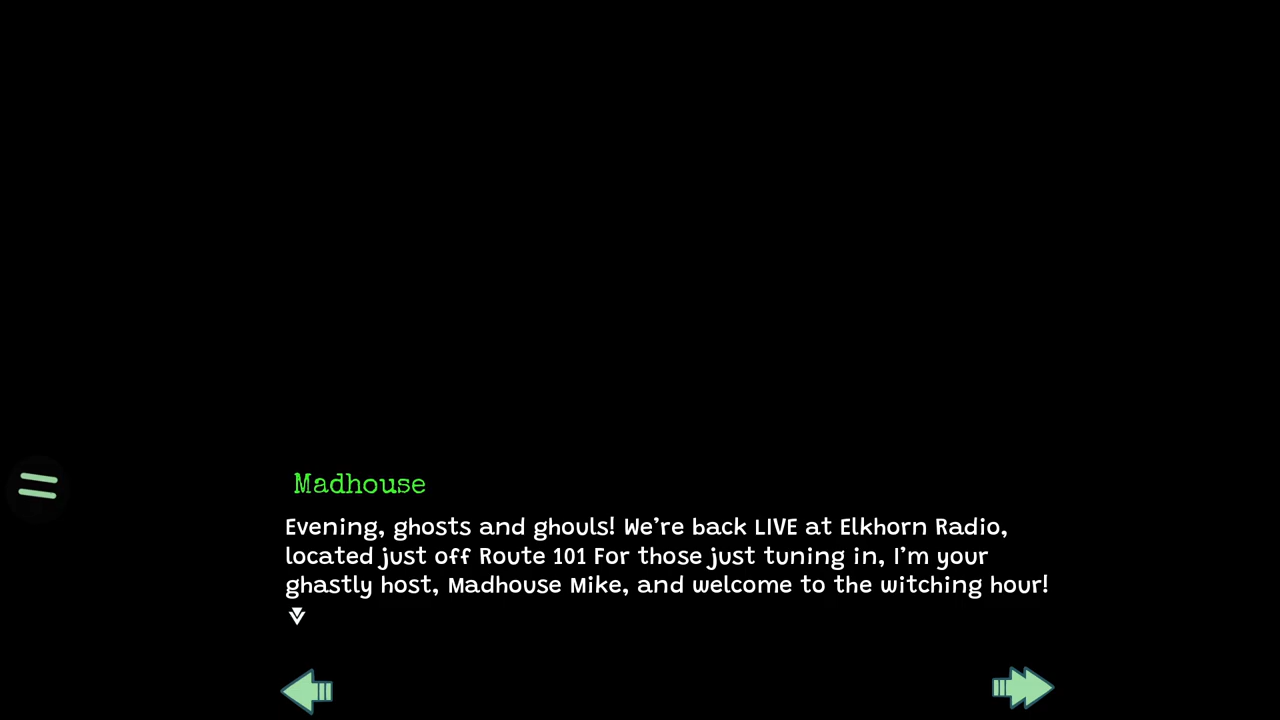 Madhouse
Evening, ghosts and ghouls! We're back LIVE at Elkhorn Radio,
located just off Route 101 For those just tuning in, I'm your
ghastly host, Madhouse Mike, and welcome to the witching hour!